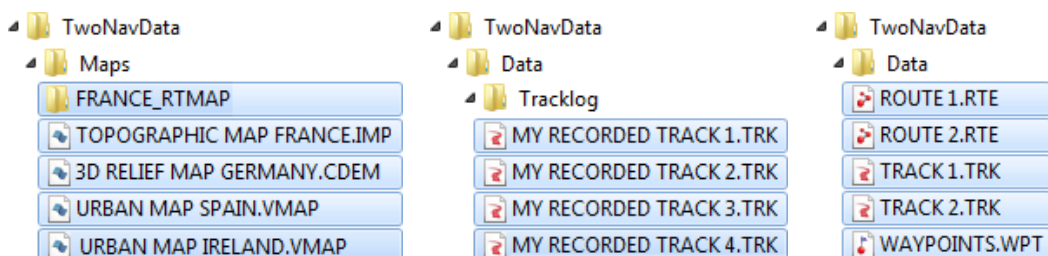 TwoNavData
Maps
FRANCE_RTMAP
TOPOGRAPHIC MAP FRANCE.IMP
3D RELIEF MAP GERMANY.CDEM
URBAN MAP SPAIN.VMAP
URBAN MAP IRELAND.VMAP
TwoNavData
Data
Tracklog
MY RECORDED TRACK 1.TRK
MY RECORDED TRACK 2.TRK
MY RECORDED TRACK 3.TRK
MY RECORDED TRACK 4.TRK
TwoNavData
Data
ROUTE 1.RTE
ROUTE 2.RTE
TRACK 1.TRK
TRACK 2.TRK
WAYPOINTS.WPT